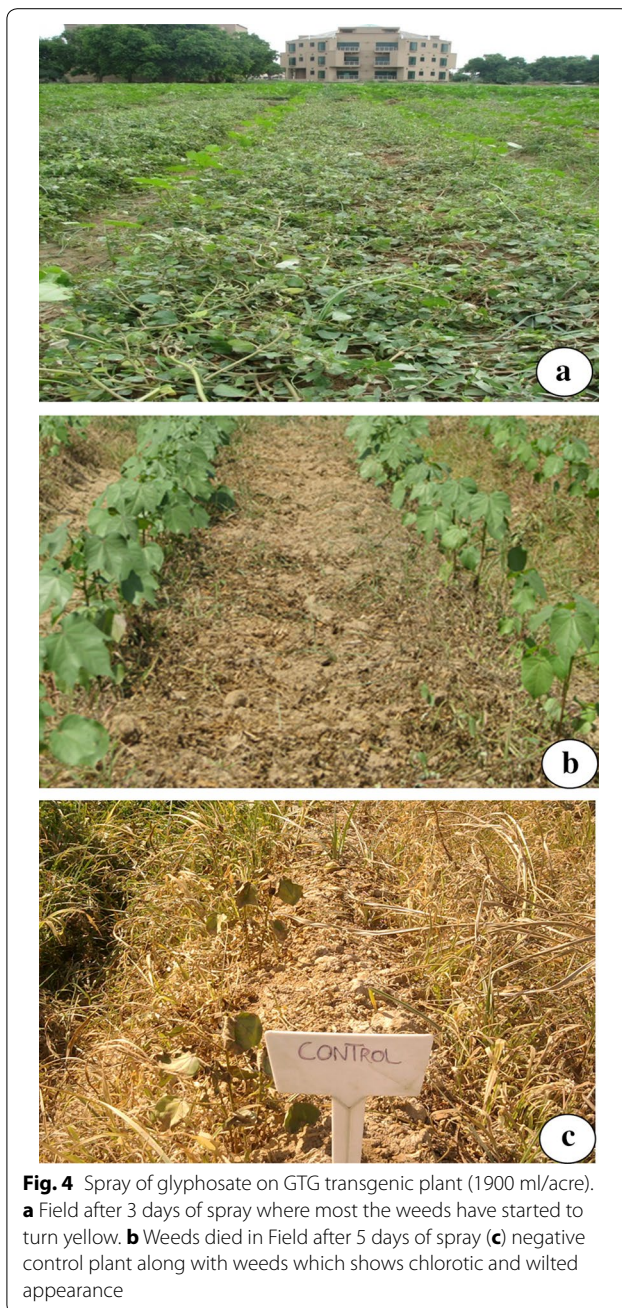 a
b
CONTROL
c
Fig. 4 Spray of glyphosate on GTG transgenic plant (1900 ml/acre).
a Field after 3 days of spray where most the weeds have started to
turn yellow. b Weeds died in Field after 5 days of spray (c) negative
control plant along with weeds which shows chlorotic and wilted
appearance